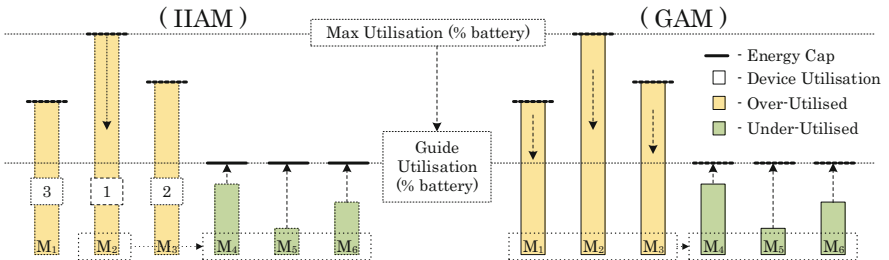 ( IIAM )
Max Utilisation (% battery)
( GAM )
- Energy Cap
- Device Utilisation
- Over-Utilised
- Under-Utilised
Guide
Utilisation
(% battery)
3 1 2
M₁ M₂ M₃ M₄ M₅ M₆
M₁ M₂ M₃ M₄ M₅ M₆